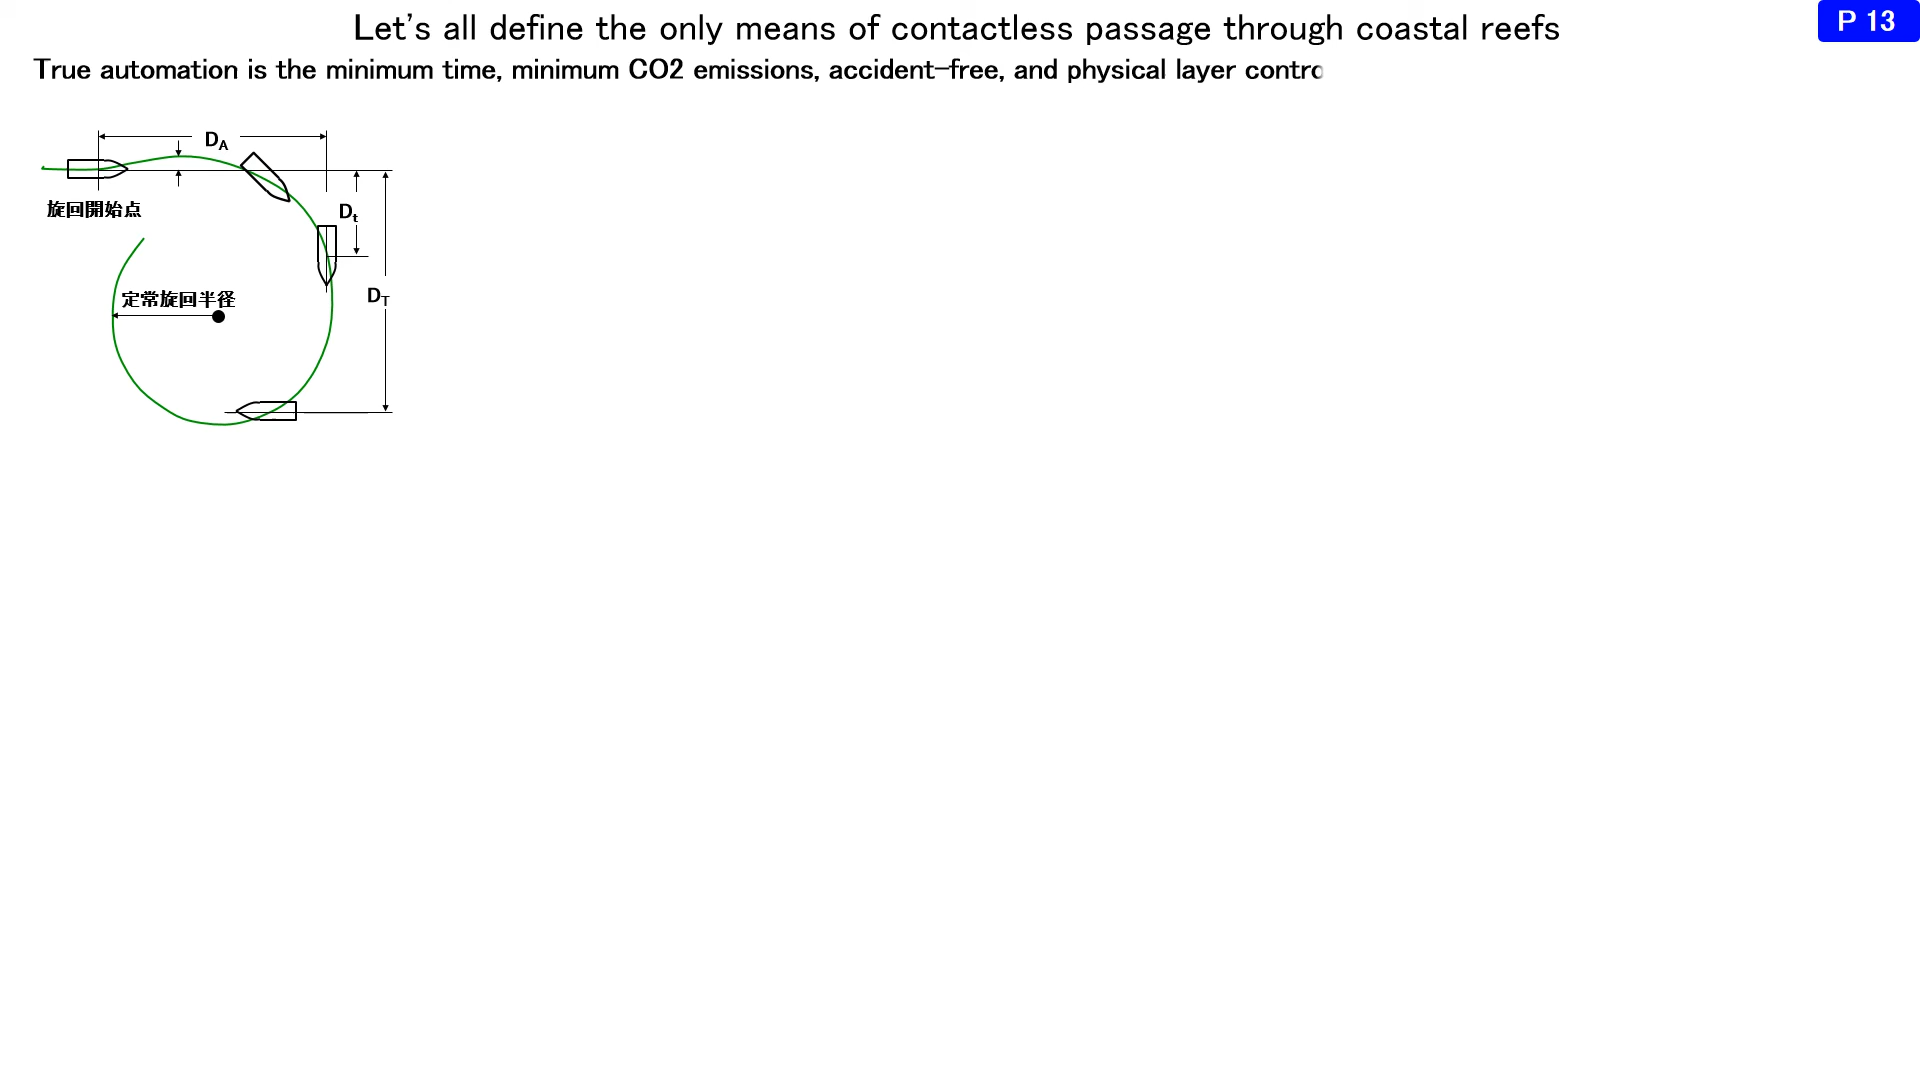 Let's all define the only means of contactless passage through coastal reefs
P 13
True automation is the minimum time, minimum CO2 emissions, accident-free, and physical layer contro
DA
旋回開始点
Dt
定常旋回半径
DT